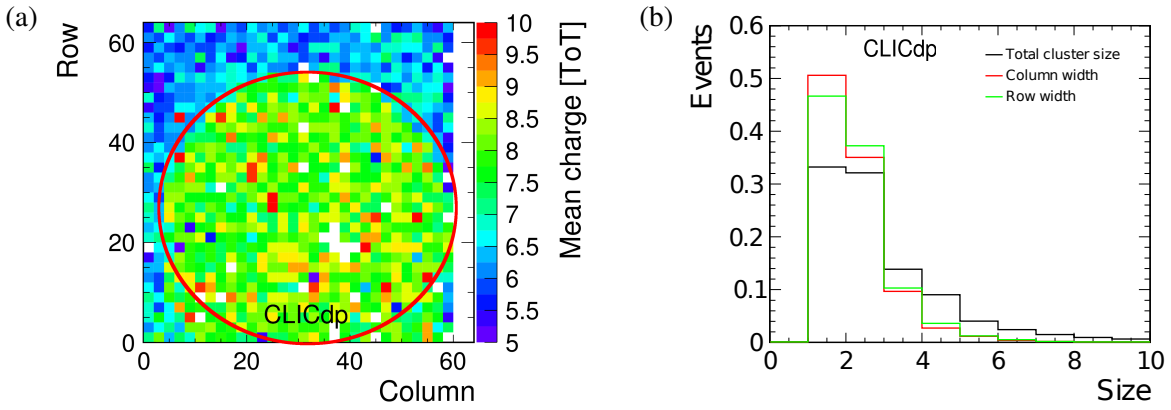 (a)
Row
60
40
20
0
0
20
40
60
Column
CLICdp
10
9.5
9
8.5
8
7.5
7
6.5
6
5.5
5
Mean charge [ToT]
(b)
Events
0.6
0.5
0.4
0.3
0.2
0.1
0
0
2
4
6
8
10
Size
CLICdp
Total cluster size
Column width
Row width